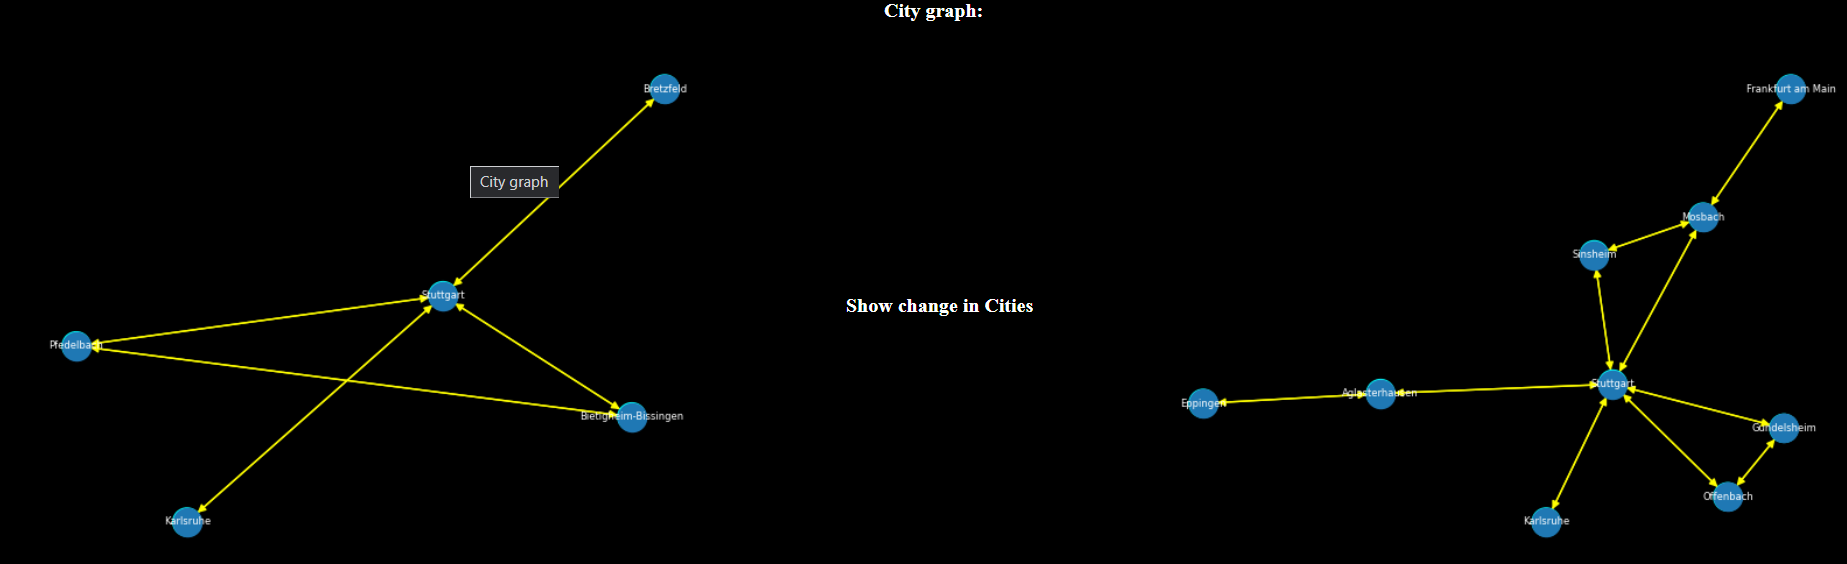 City graph:
Bretzfeld
City graph
Stuttgart
Pfedelbach
Bietigheim-Bissingen
Karlsruhe
Show change in Cities
Frankfurt am Main
Mosbach
Sinsheim
Stuttgart
Aglasterhausen
Eppingen
Gundelsheim
Offenbach
Karlsruhe